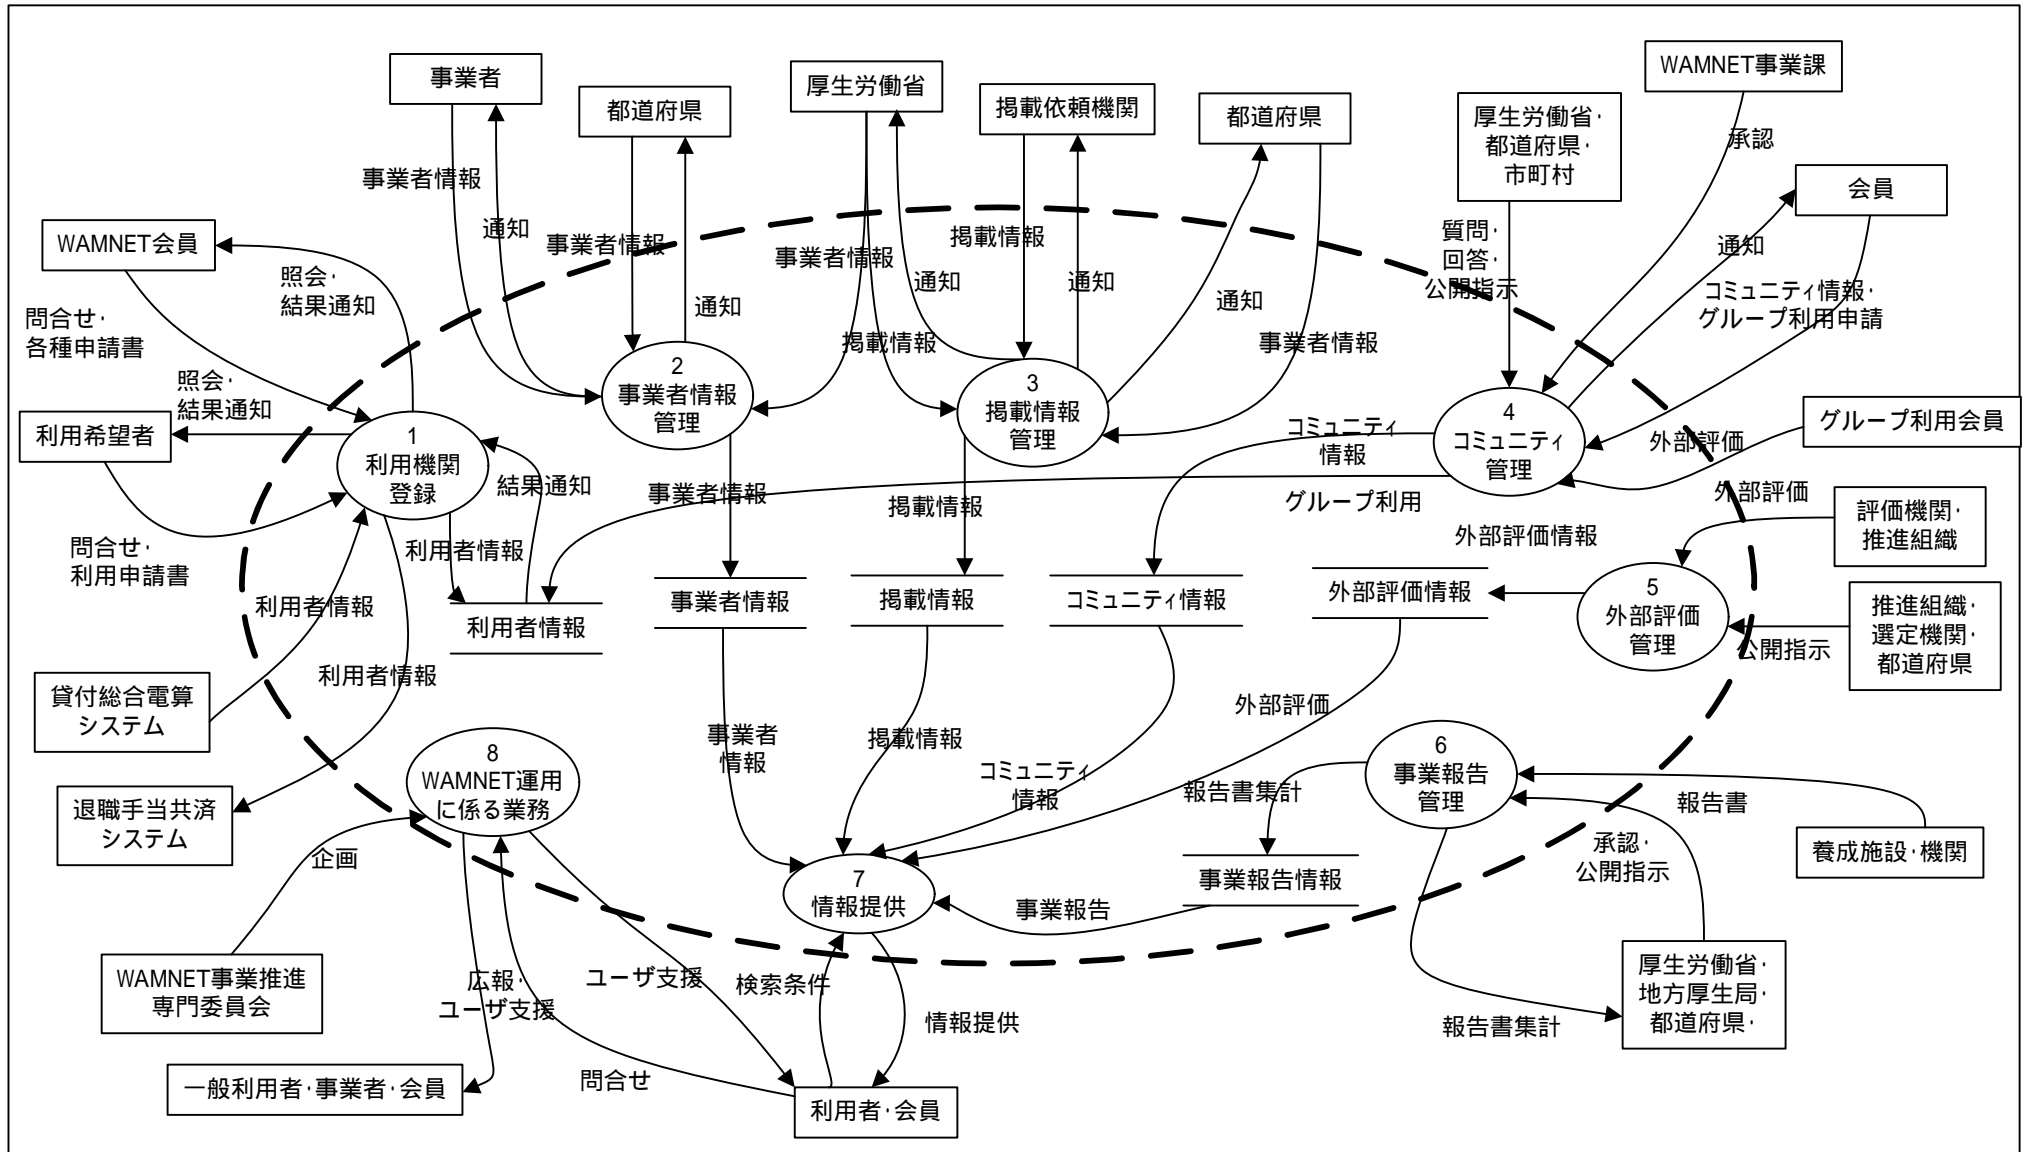 事業者
都道府県
厚生労働省
掲載依頼機関
都道府県
WAMNET事業課
厚生労働省・
都道府県・
市町村
会員
承認
事業者情報
通知
事業者情報
通知
事業者情報
掲載情報
通知
掲載情報
通知
通知
事業者情報
質問・
回答・
公開指示
通知
コミュニティ情報・
グループ利用申請
WAMNET会員
照会・
結果通知
問合せ・
各種申請書
照会・
結果通知
利用希望者
問合せ・
利用申請書
1
利用機関
登録
2
事業者情報
管理
3
掲載情報
管理
4
コミュニティ
管理
グループ利用会員
外部評価
外部評価
評価機関・
推進組織
結果通知
事業者情報
掲載情報
コミュニティ
情報
グループ利用
外部評価情報
利用者情報
利用者情報
利用者情報
事業者情報
掲載情報
コミュニティ情報
外部評価情報
5
外部評価
管理
推進組織・
選定機関・
都道府県
公開指示
利用者情報
貸付総合電算
システム
退職手当共済
システム
8
WAMNET運用
に係る業務
事業者
情報
掲載情報
コミュニティ
情報
外部評価
報告書集計
6
事業報告
管理
報告書
養成施設・機関
承認・
公開指示
企画
7
情報提供
事業報告
事業報告情報
WAMNET事業推進
専門委員会
広報・
ユーザ支援
ユーザ支援
検索条件
情報提供
報告書集計
厚生労働省・
地方厚生局・
都道府県・
一般利用者・事業者・会員
問合せ
利用者・会員